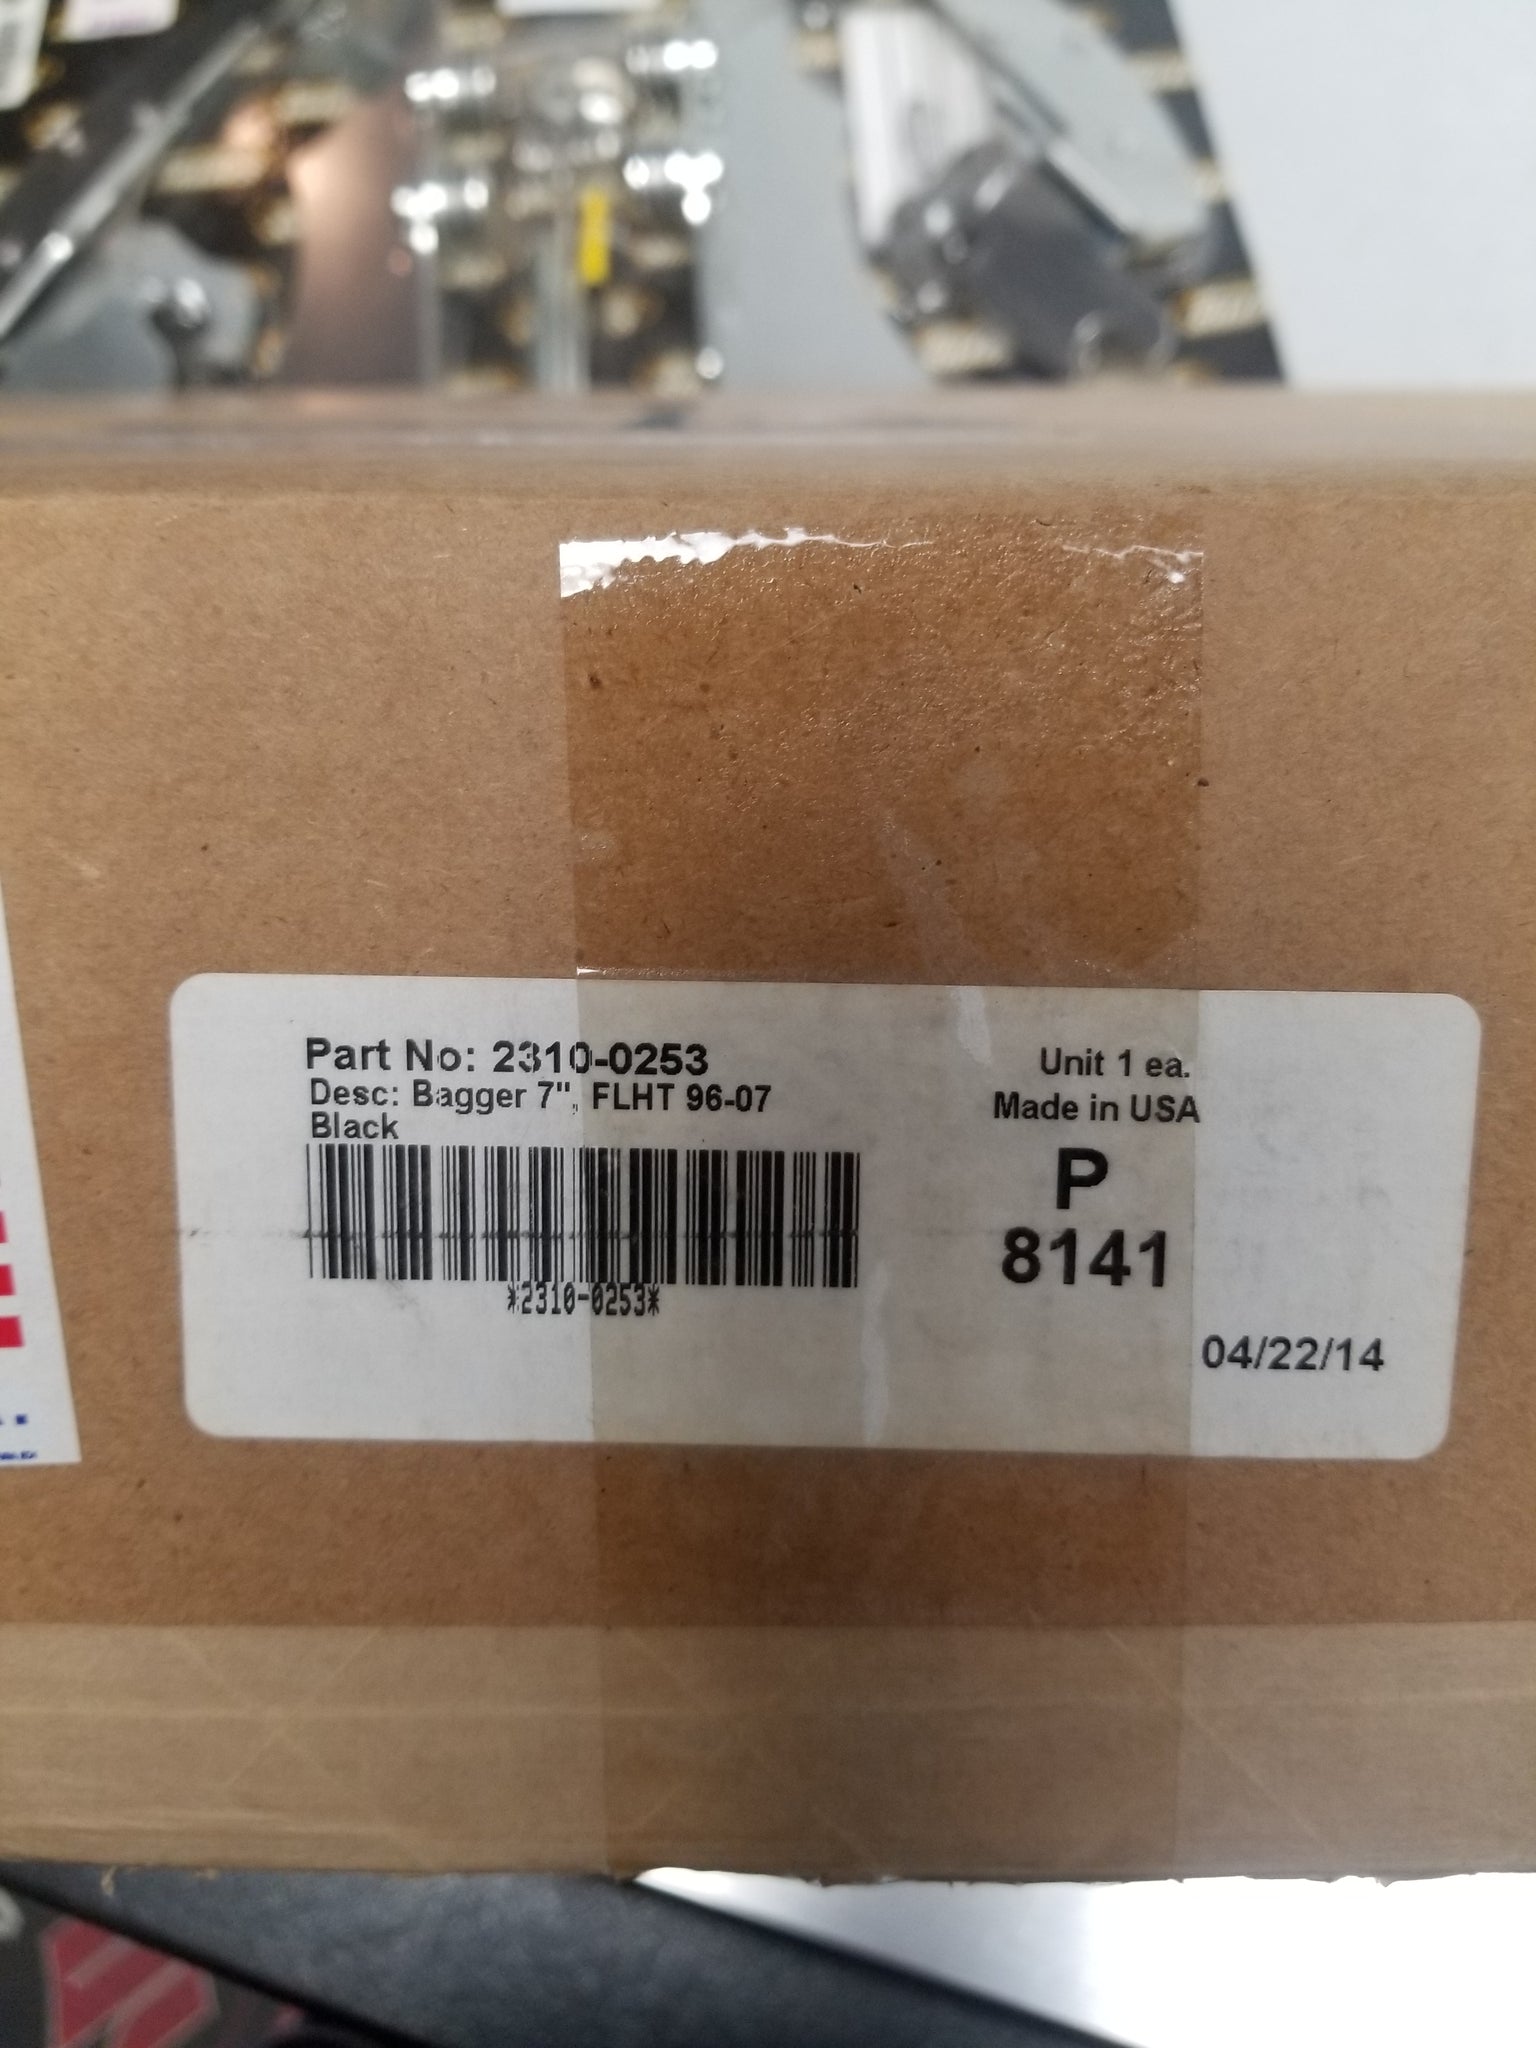 Part No: 2310-0253
Desc: Bagger 7", FLHT 96-07
Black
*2310-0253*
Unit 1 ea.
Made in USA
P
8141
04/22/14